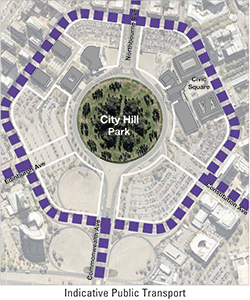 Northbourne Ave
Civic
Square
City Hill
Park
Edinburgh Ave
Constitution Ave
Commonwealth Ave
Indicative Public Transport